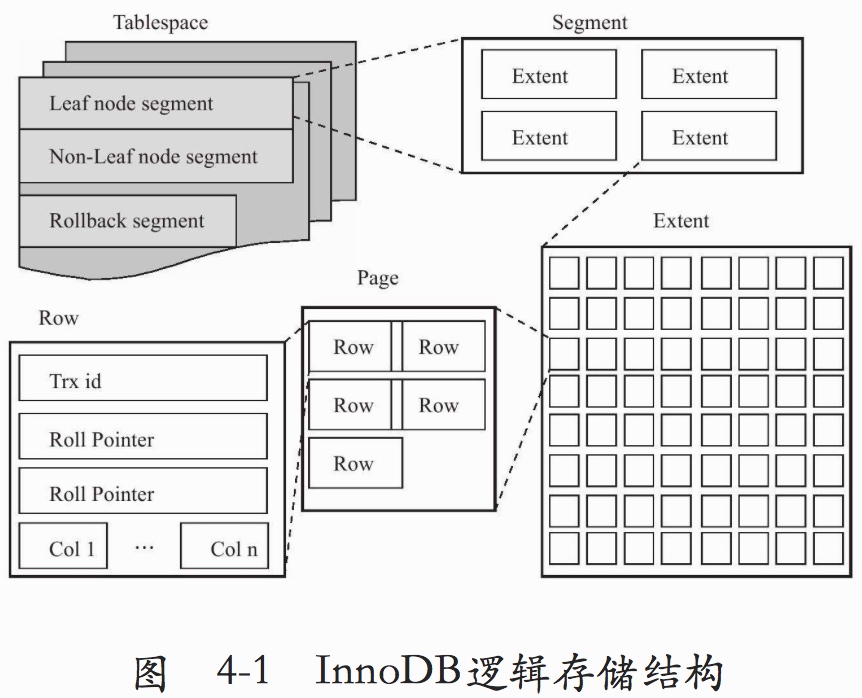 Tablespace
Segment
Leaf node segment
Non-Leaf node segment
Rollback segment
Extent Extent
Extent Extent
Extent
Page
Row Row
Row Row
Row
Row
Trx id
Roll Pointer
Roll Pointer
Col 1 … Col n
图 4-1 InnoDB逻辑存储结构